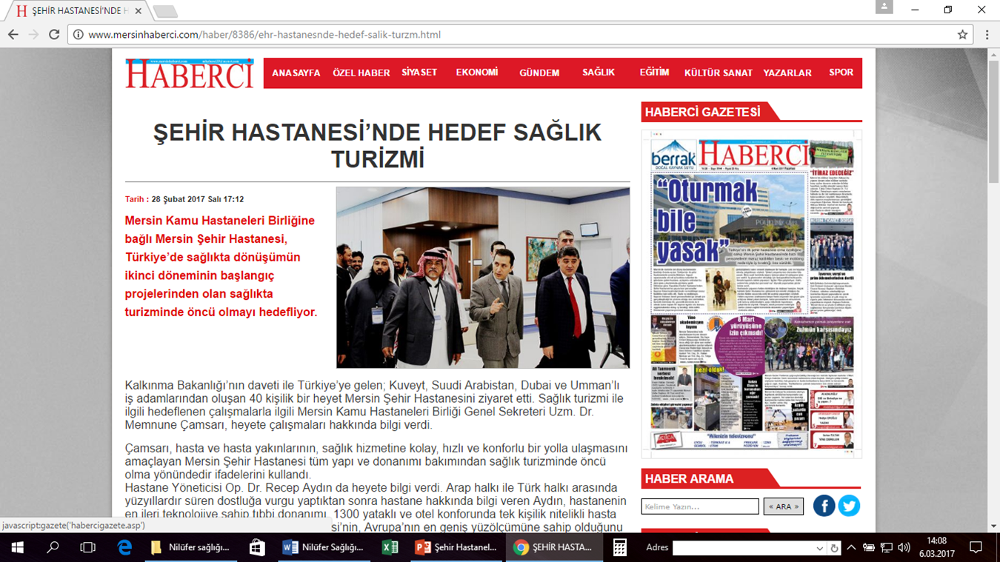 ŞEHİR HASTANESİ'NDE H
www.mersinhaberci.com/haber/8386/ehr-hastanesnde-hedef-salik-turzm.html
HABERCİ
ANASAYFA ÖZEL HABER SİYASET EKONOMİ GÜNDEM SAĞLIK EĞİTİM KÜLTÜR SANAT YAZARLAR SPOR
ŞEHİR HASTANESİ’NDE HEDEF SAĞLIK
TURİZMİ
Tarih : 28 Şubat 2017 Salı 17:12
Mersin Kamu Hastaneleri Birliğine
bağlı Mersin Şehir Hastanesi,
Türkiye’de sağlıkta dönüşümün
ikinci döneminin başlangıç
projelerinden olan sağlıkta
turizminde öncü olmayı hedefliyor.
Kalkınma Bakanlığı’nın daveti ile Türkiye’ye gelen; Kuveyt, Suudi Arabistan, Dubai ve Umman’lı
iş adamlarından oluşan 40 kişilik bir heyet Mersin Şehir Hastanesini ziyaret etti. Sağlık turizmi ile
ilgili hedeflenen çalışmalarla ilgili Mersin Kamu Hastaneleri Birliği Genel Sekreteri Uzm. Dr.
Memnune Çamsarı, heyete çalışmaları hakkında bilgi verdi.
Çamsarı, hasta ve hasta yakınlarının, sağlık hizmetine kolay, hızlı ve konforlu bir yolla ulaşmasını
amaçlayan Mersin Şehir Hastanesi tüm yapı ve donanımı bakımından sağlık turizminde öncü
olma yönündedir ifadelerini kullandı.
Hastane Yöneticisi Op. Dr. Recep Aydın da heyete bilgi verdi. Arap halkı ile Türk halkı arasında
yüzyıllardır süren dostluğa vurgu yaptıktan sonra hastane hakkında bilgi veren Aydın, hastanenin
en ileri teknolojiye sahip tıbbi donanımı, 1300 yataklı ve otel konforunda tek kişilik nitelikli hasta
si’nin, Avrupa’nın en geniş yüzölçümüne sahip olduğunu
HABERCİ GAZETESİ
berrak
DOĞAL KAYNAK SUYU
HABERCİ
“İTİRAZ EDECEĞİZ”
“Oturmak
bile
yasak”
POLİKLİNİK
8 Mart
yürüyüşüne
izin çıkmadı!
Zulmün karşısındayız
HABER ARAMA
Kelime Yazın...
« ARA »
javascript:gazete('habercigazete.asp')
Nilüfer sağlığı...
Nilüfer Sağlığı...
Şehir Hastanel...
ŞEHİR HASTA...
Adres
14:08
6.03.2017